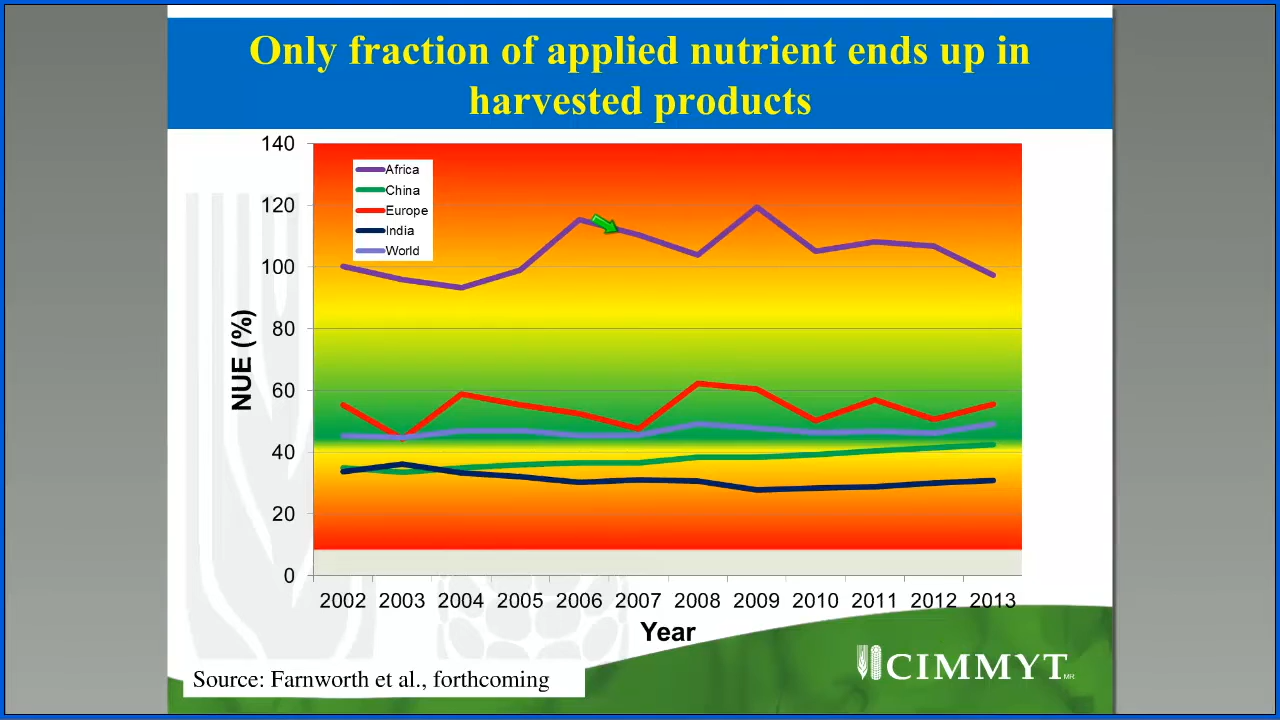 Only fraction of applied nutrient ends up in
harvested products
140
120
100
80
60
40
20
0
NUE (%)
Africa
China
Europe
India
World
2002 2003 2004 2005 2006 2007 2008 2009 2010 2011 2012 2013
Year
Source: Farnworth et al., forthcoming
CIMMYT MR